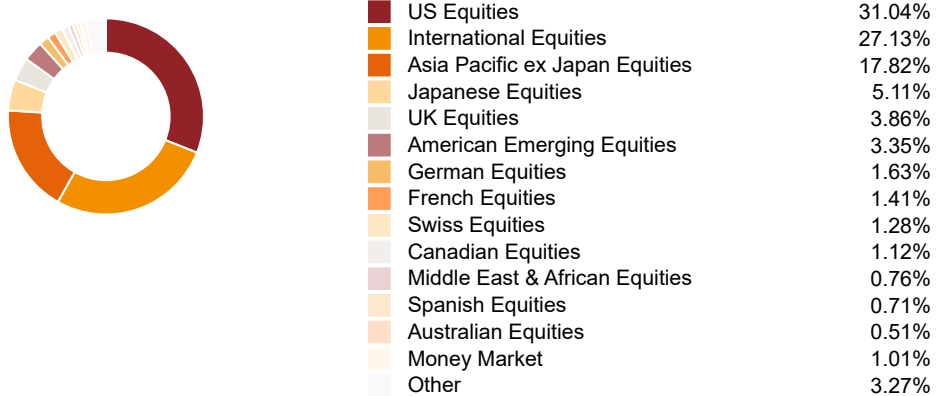 US Equities 31.04%
International Equities 27.13%
Asia Pacific ex Japan Equities 17.82%
Japanese Equities 5.11%
UK Equities 3.86%
American Emerging Equities 3.35%
German Equities 1.63%
French Equities 1.41%
Swiss Equities 1.28%
Canadian Equities 1.12%
Middle East & African Equities 0.76%
Spanish Equities 0.71%
Australian Equities 0.51%
Money Market 1.01%
Other 3.27%